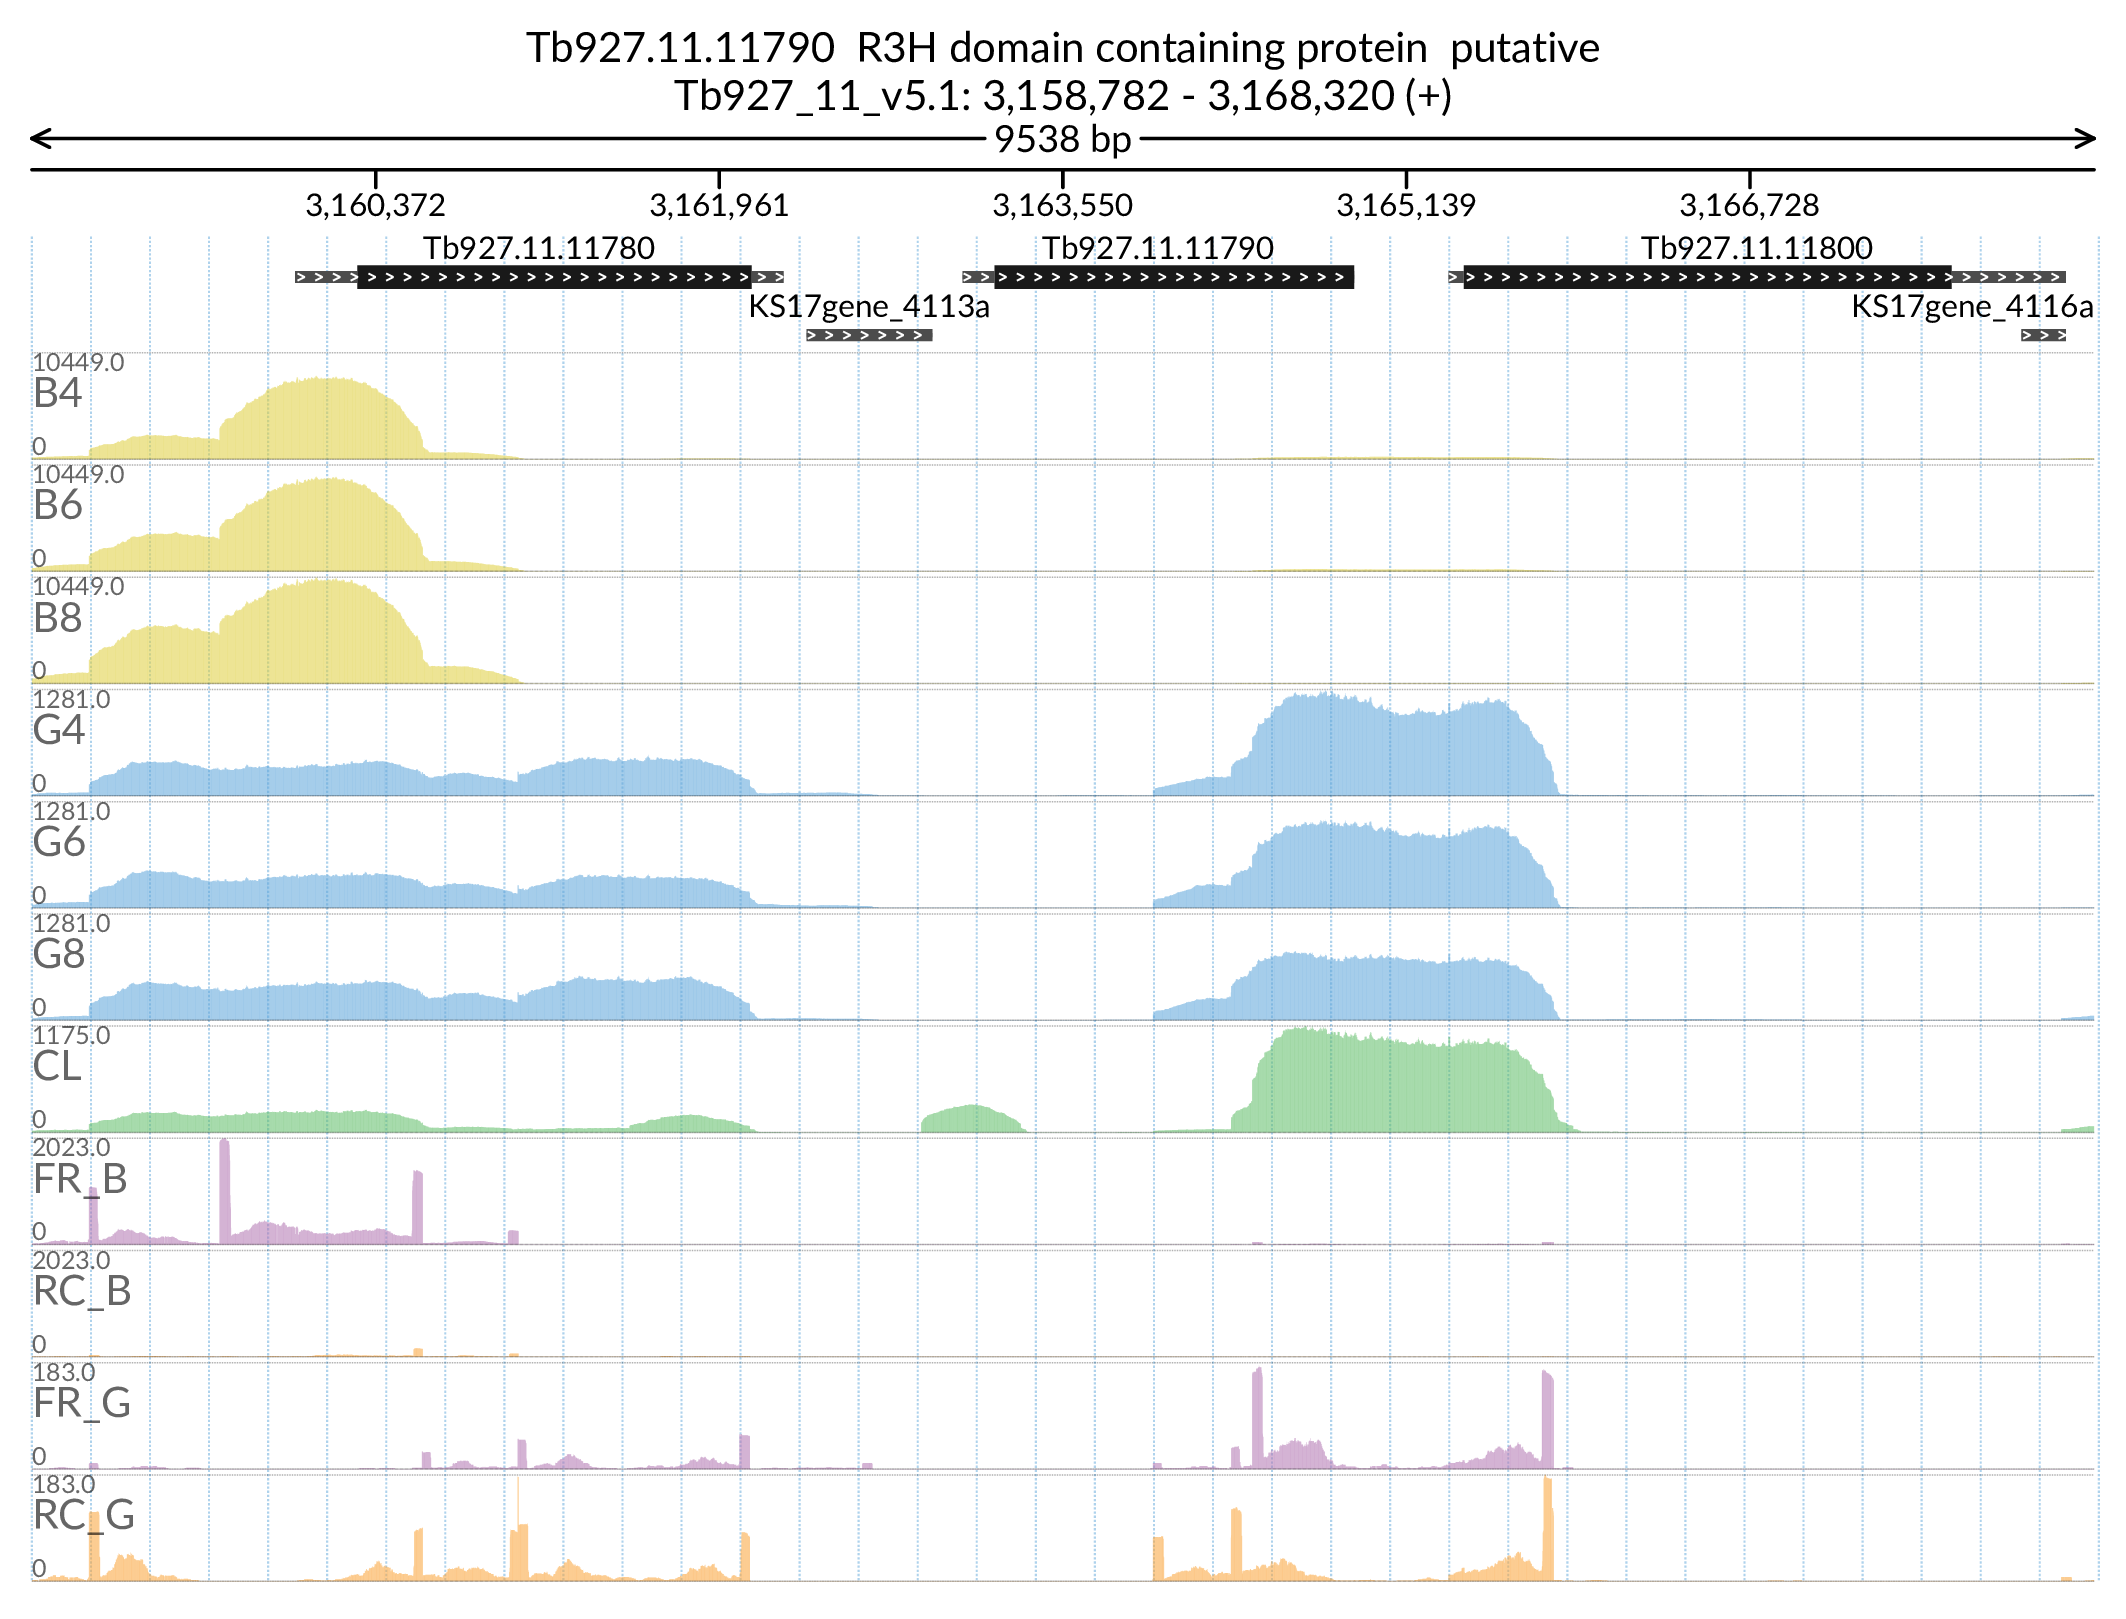 Tb927.11.11790  R3H domain containing protein  putative
Tb927_11_v5.1: 3,158,782 - 3,168,320 (+)
9538 bp
3,160,372 3,161,961 3,163,550 3,165,139 3,166,728
Tb927.11.11780 Tb927.11.11790 Tb927.11.11800
KS17gene_4113a KS17gene_4116a
10449.0
B4
0
10449.0
B6
0
10449.0
B8
0
1281.0
G4
0
1281.0
G6
0
1281.0
G8
0
1175.0
CL
0
2023.0
FR_B
0
2023.0
RC_B
0
183.0
FR_G
0
183.0
RC_G
0